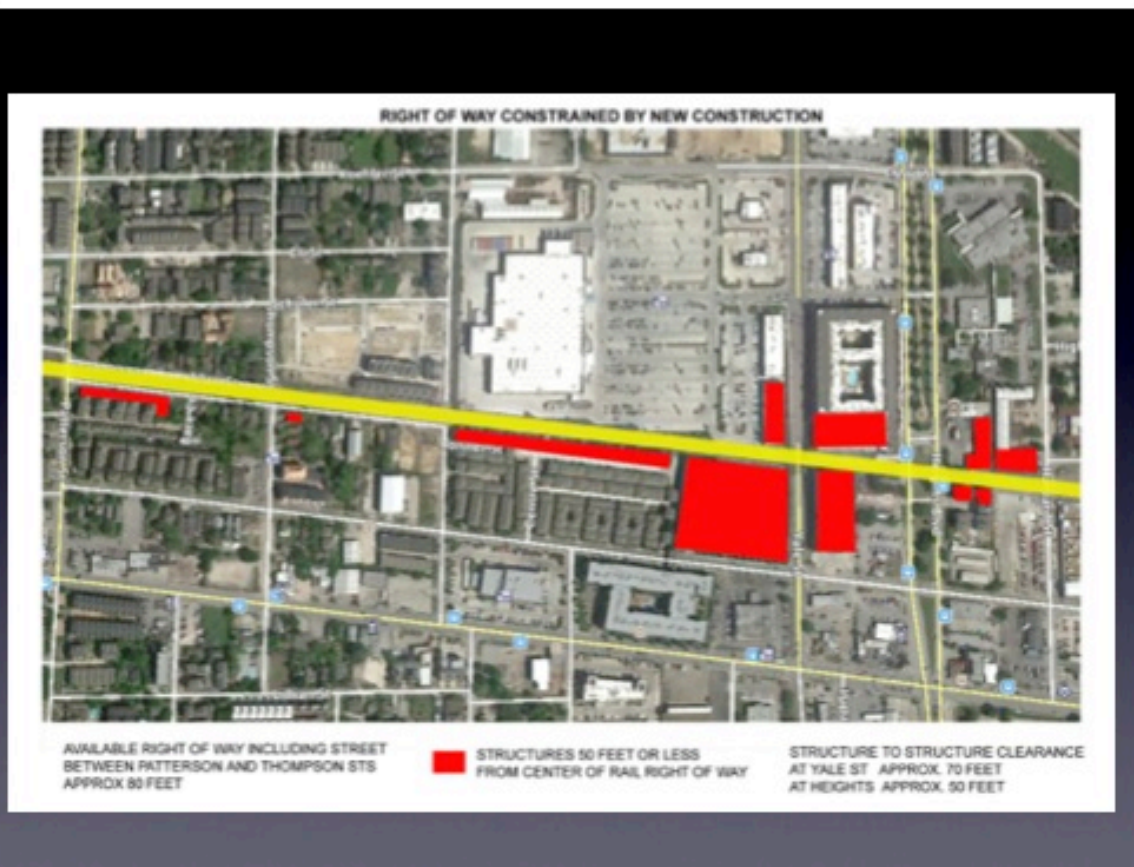 RIGHT OF WAY CONSTRAINED BY NEW CONSTRUCTION
AVAILABLE RIGHT OF WAY INCLUDING STREET
BETWEEN PATTERSON AND THOMPSON STS
APPROX 80 FEET
STRUCTURES 50 FEET OR LESS
FROM CENTER OF RAIL RIGHT OF WAY
STRUCTURE TO STRUCTURE CLEARANCE
AT YALE ST APPROX. 70 FEET
AT HEIGHTS APPROX. 50 FEET